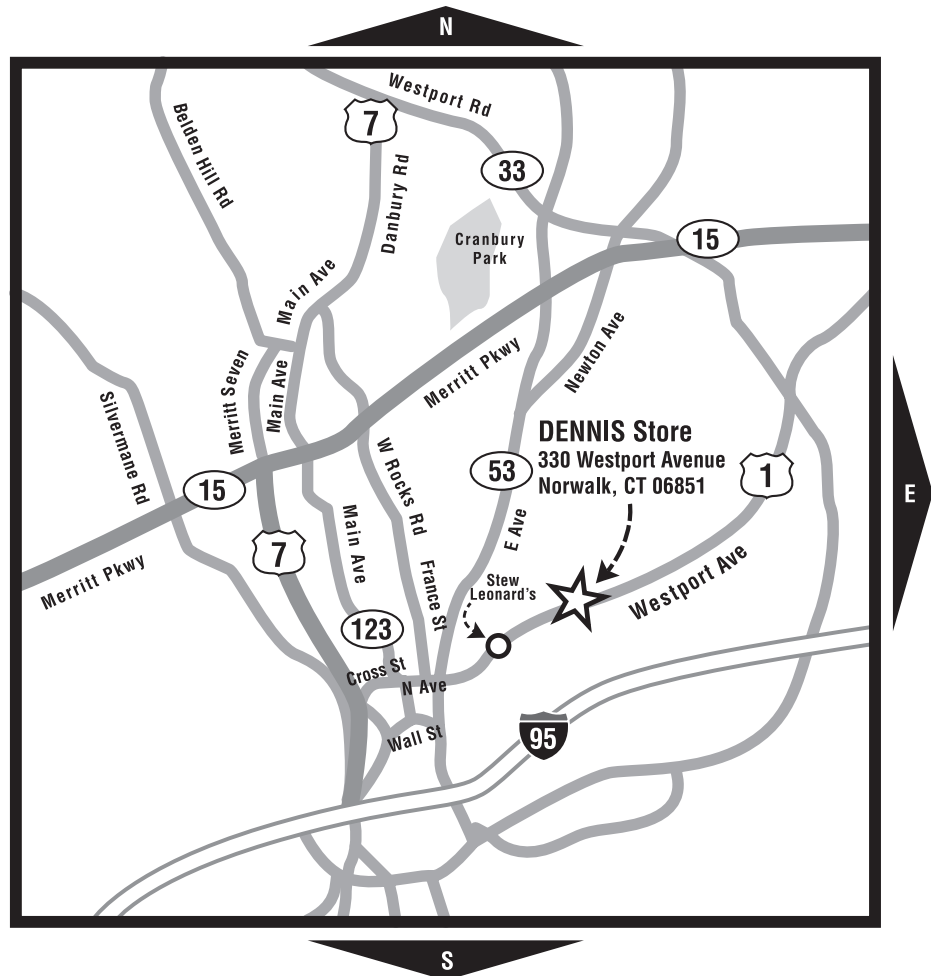 N
Westport Rd
7
Belden Hill Rd
33
Danbury Rd
Cranbury
Park
15
Main Ave
Merritt Seven
Main Ave
Merritt Pkwy
Newton Ave
Silvermane Rd
DENNIS Store
330 Westport Avenue
Norwalk, CT 06851
W Rocks Rd
53
1
15
E
Main Ave
E Ave
7
Merritt Pkwy
France St
Stew
Leonard's
Westport Ave
123
Cross St
N Ave
Wall St
95
S